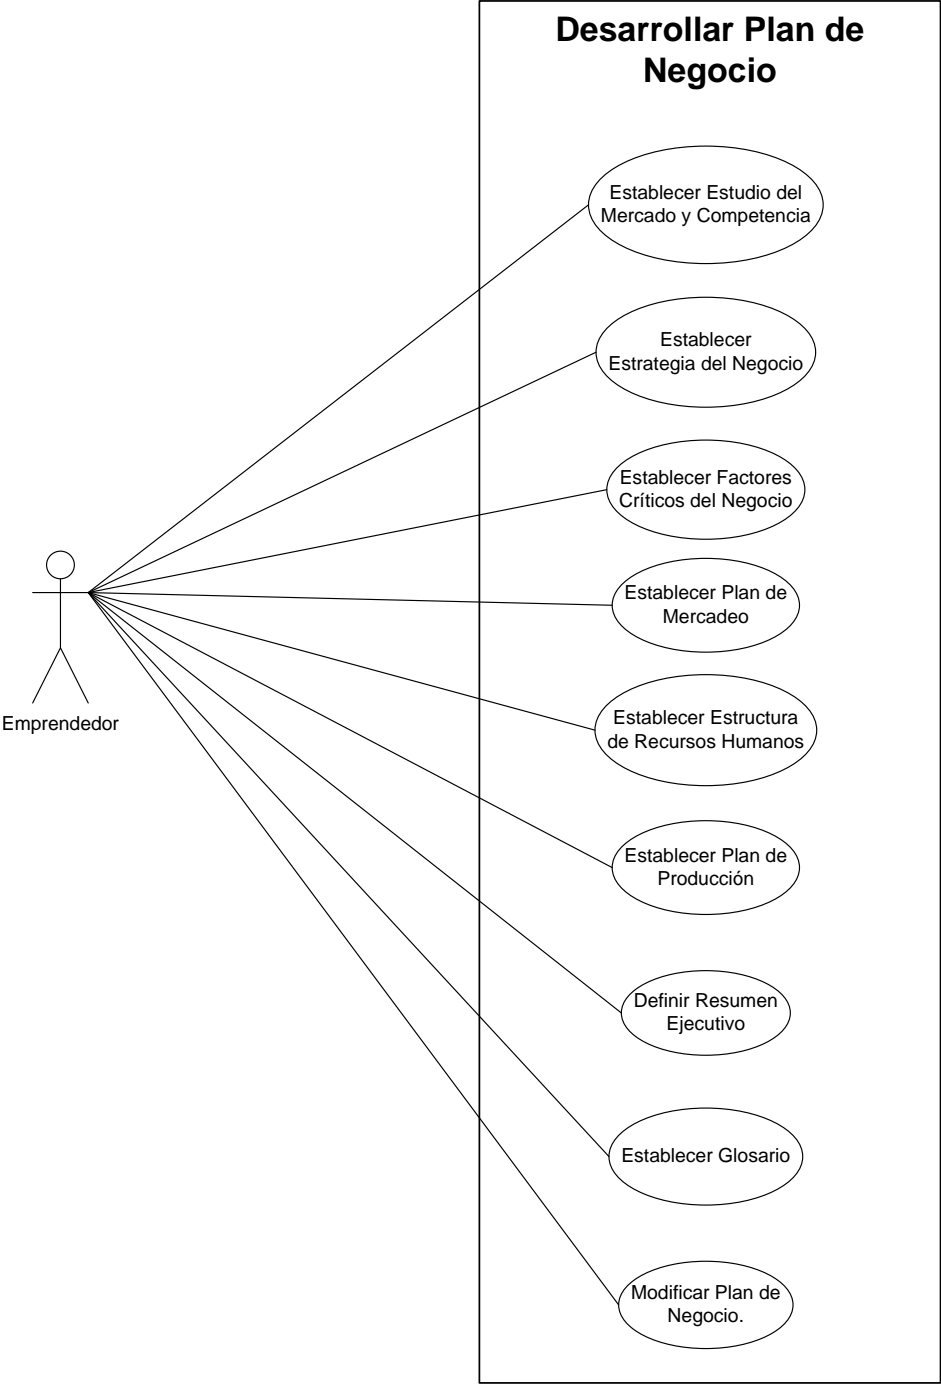 Desarrollar Plan de
Negocio
Establecer Estudio del
Mercado y Competencia
Establecer
Estrategia del Negocio
Establecer Factores
Críticos del Negocio
Establecer Plan de
Mercadeo
Establecer Estructura
de Recursos Humanos
Emprendedor
Establecer Plan de
Producción
Definir Resumen
Ejecutivo
Establecer Glosario
Modificar Plan de
Negocio.